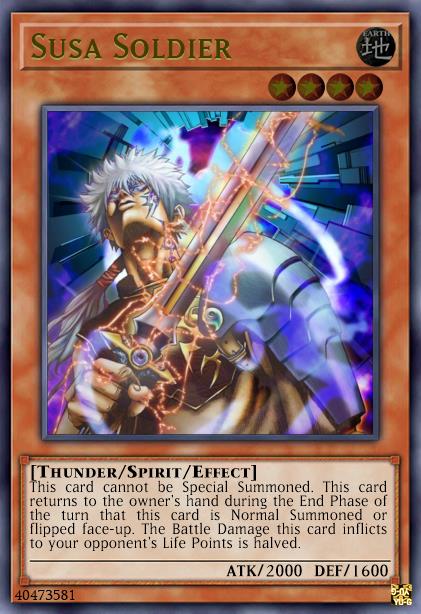 Susa Soldier
EARTH
地
[Thunder/Spirit/Effect]
This card cannot be Special Summoned. This card
returns to the owner's hand during the End Phase of
the turn that this card is Normal Summoned or
flipped face-up. The Battle Damage this card inflicts
to your opponent's Life Points is halved.
ATK/2000 DEF/1600
40473581